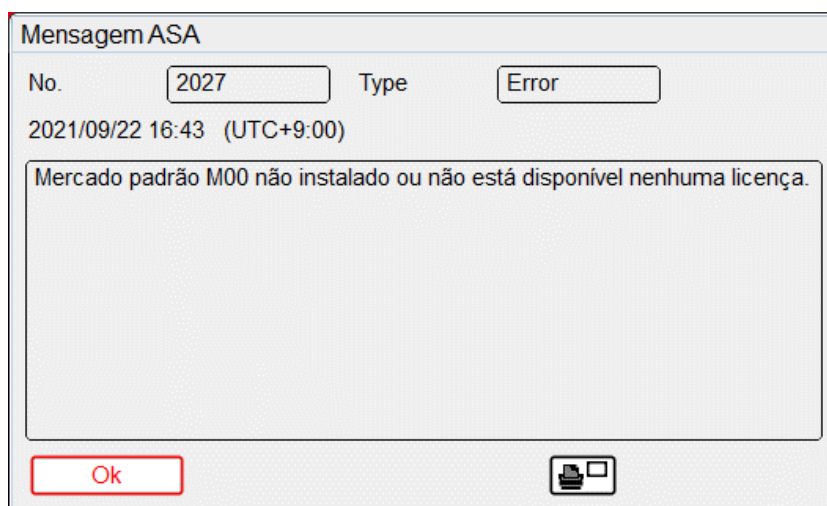 Mensagem ASA
No. 2027 Type Error
2021/09/22 16:43 (UTC+9:00)
Mercado padrão M00 não instalado ou não está disponível nenhuma licença.
Ok